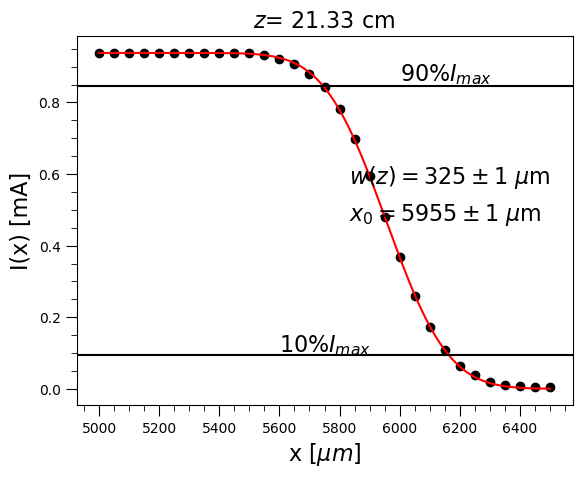 z= 21.33 cm
90%I_max
w(z) = 325 ± 1 μm
x_0 = 5955 ± 1 μm
10%I_max
I(x) [mA]
0.8
0.6
0.4
0.2
0.0
5000 5200 5400 5600 5800 6000 6200 6400
x [μm]